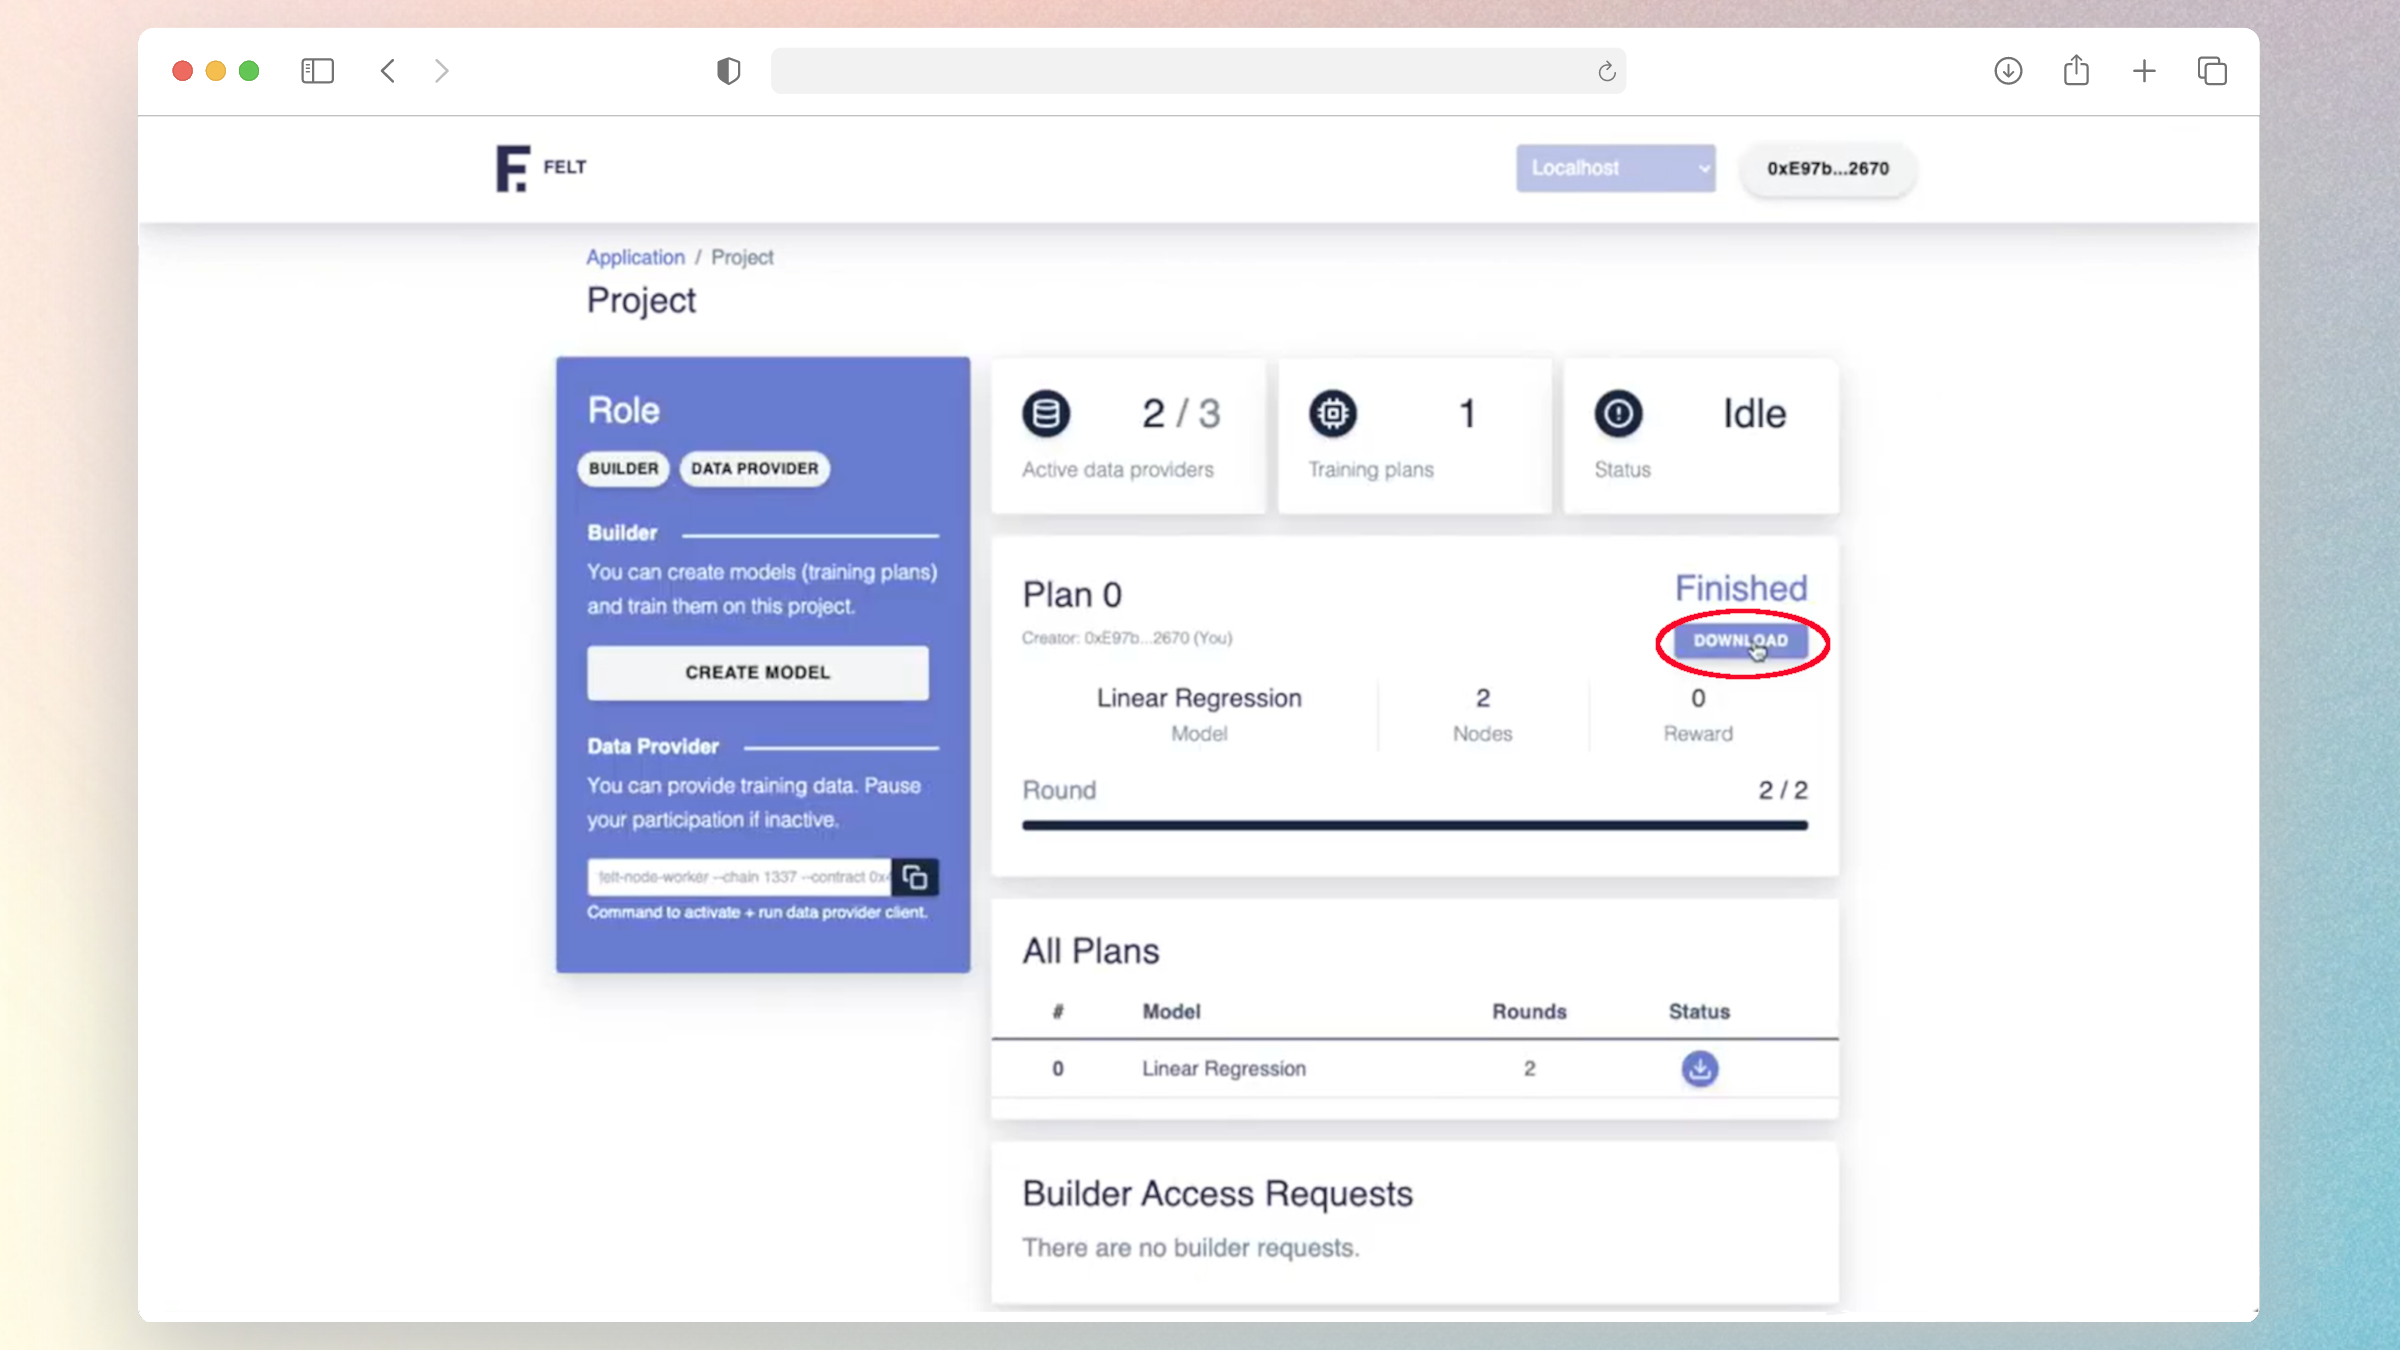 F. FELT
Localhost
0xE97b...2670
Application / Project
Project
Role
BUILDER
DATA PROVIDER
Builder
You can create models (training plans)
and train them on this project.
CREATE MODEL
Data Provider
You can provide training data. Pause
your participation if inactive.
felt-node-worker --chain 1337 --contract 0x4
Command to activate + run data provider client.
2 / 3
Active data providers
1
Training plans
Idle
Status
Plan 0
Finished
Creator: 0xE97b...2670 (You)
DOWNLOAD
Linear Regression
Model
2
Nodes
0
Reward
Round
2 / 2
All Plans
# Model Rounds Status
0 Linear Regression 2
Builder Access Requests
There are no builder requests.